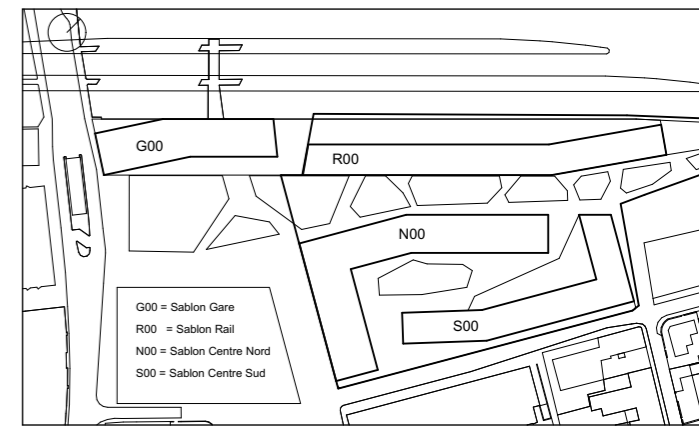 G00
R00
N00
S00
G00 = Sablon Gare
R00 = Sablon Rail
N00 = Sablon Centre Nord
S00 = Sablon Centre Sud